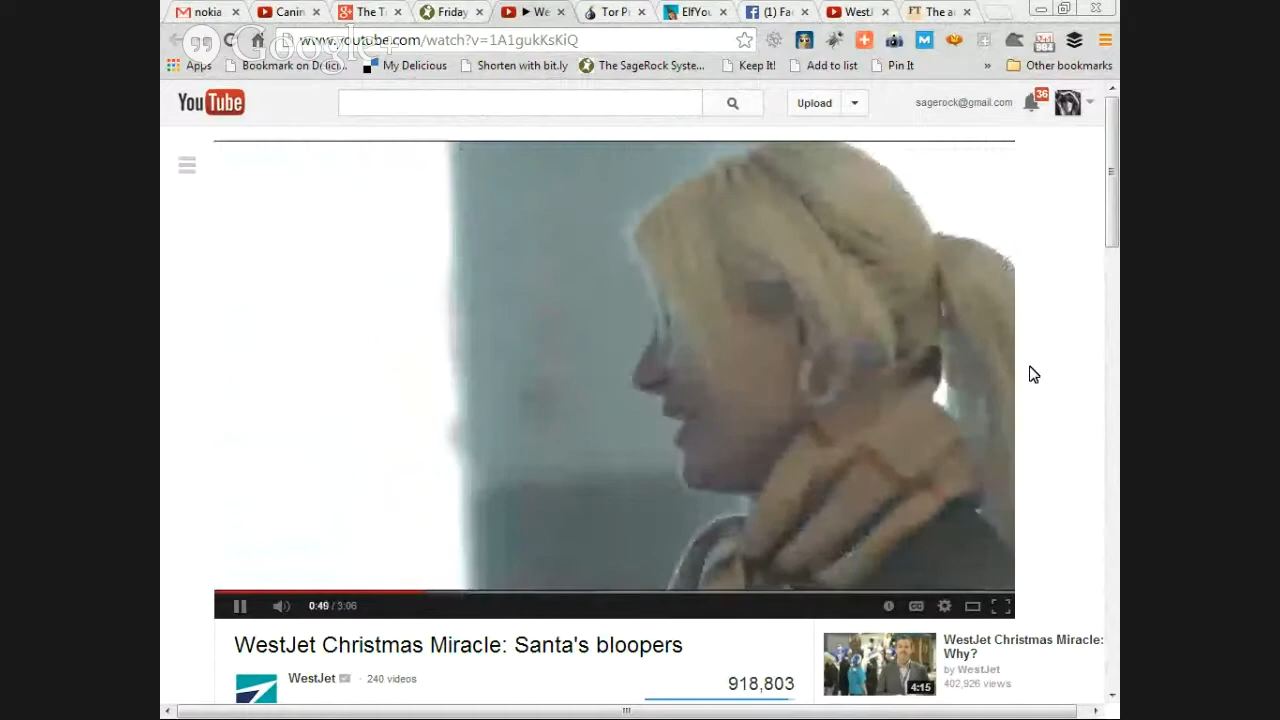 nokia
Canin
The T
Friday
We
Tor P
ElfYou
(1) Fa
WestJ
The a
Google+
www.youtube.com/watch?v=1A1gukKsKiQ
Apps
Bookmark on Delici...
My Delicious
Shorten with bit.ly
The SageRock Syste...
Keep It!
Add to list
Pin It
»
Other bookmarks
YouTube
Upload
sagerock@gmail.com
36
0:49 / 3:06
CC
WestJet Christmas Miracle: Santa's bloopers
WestJet
240 videos
918,803
WestJet Christmas Miracle:
Why?
by WestJet
402,926 views
4:15